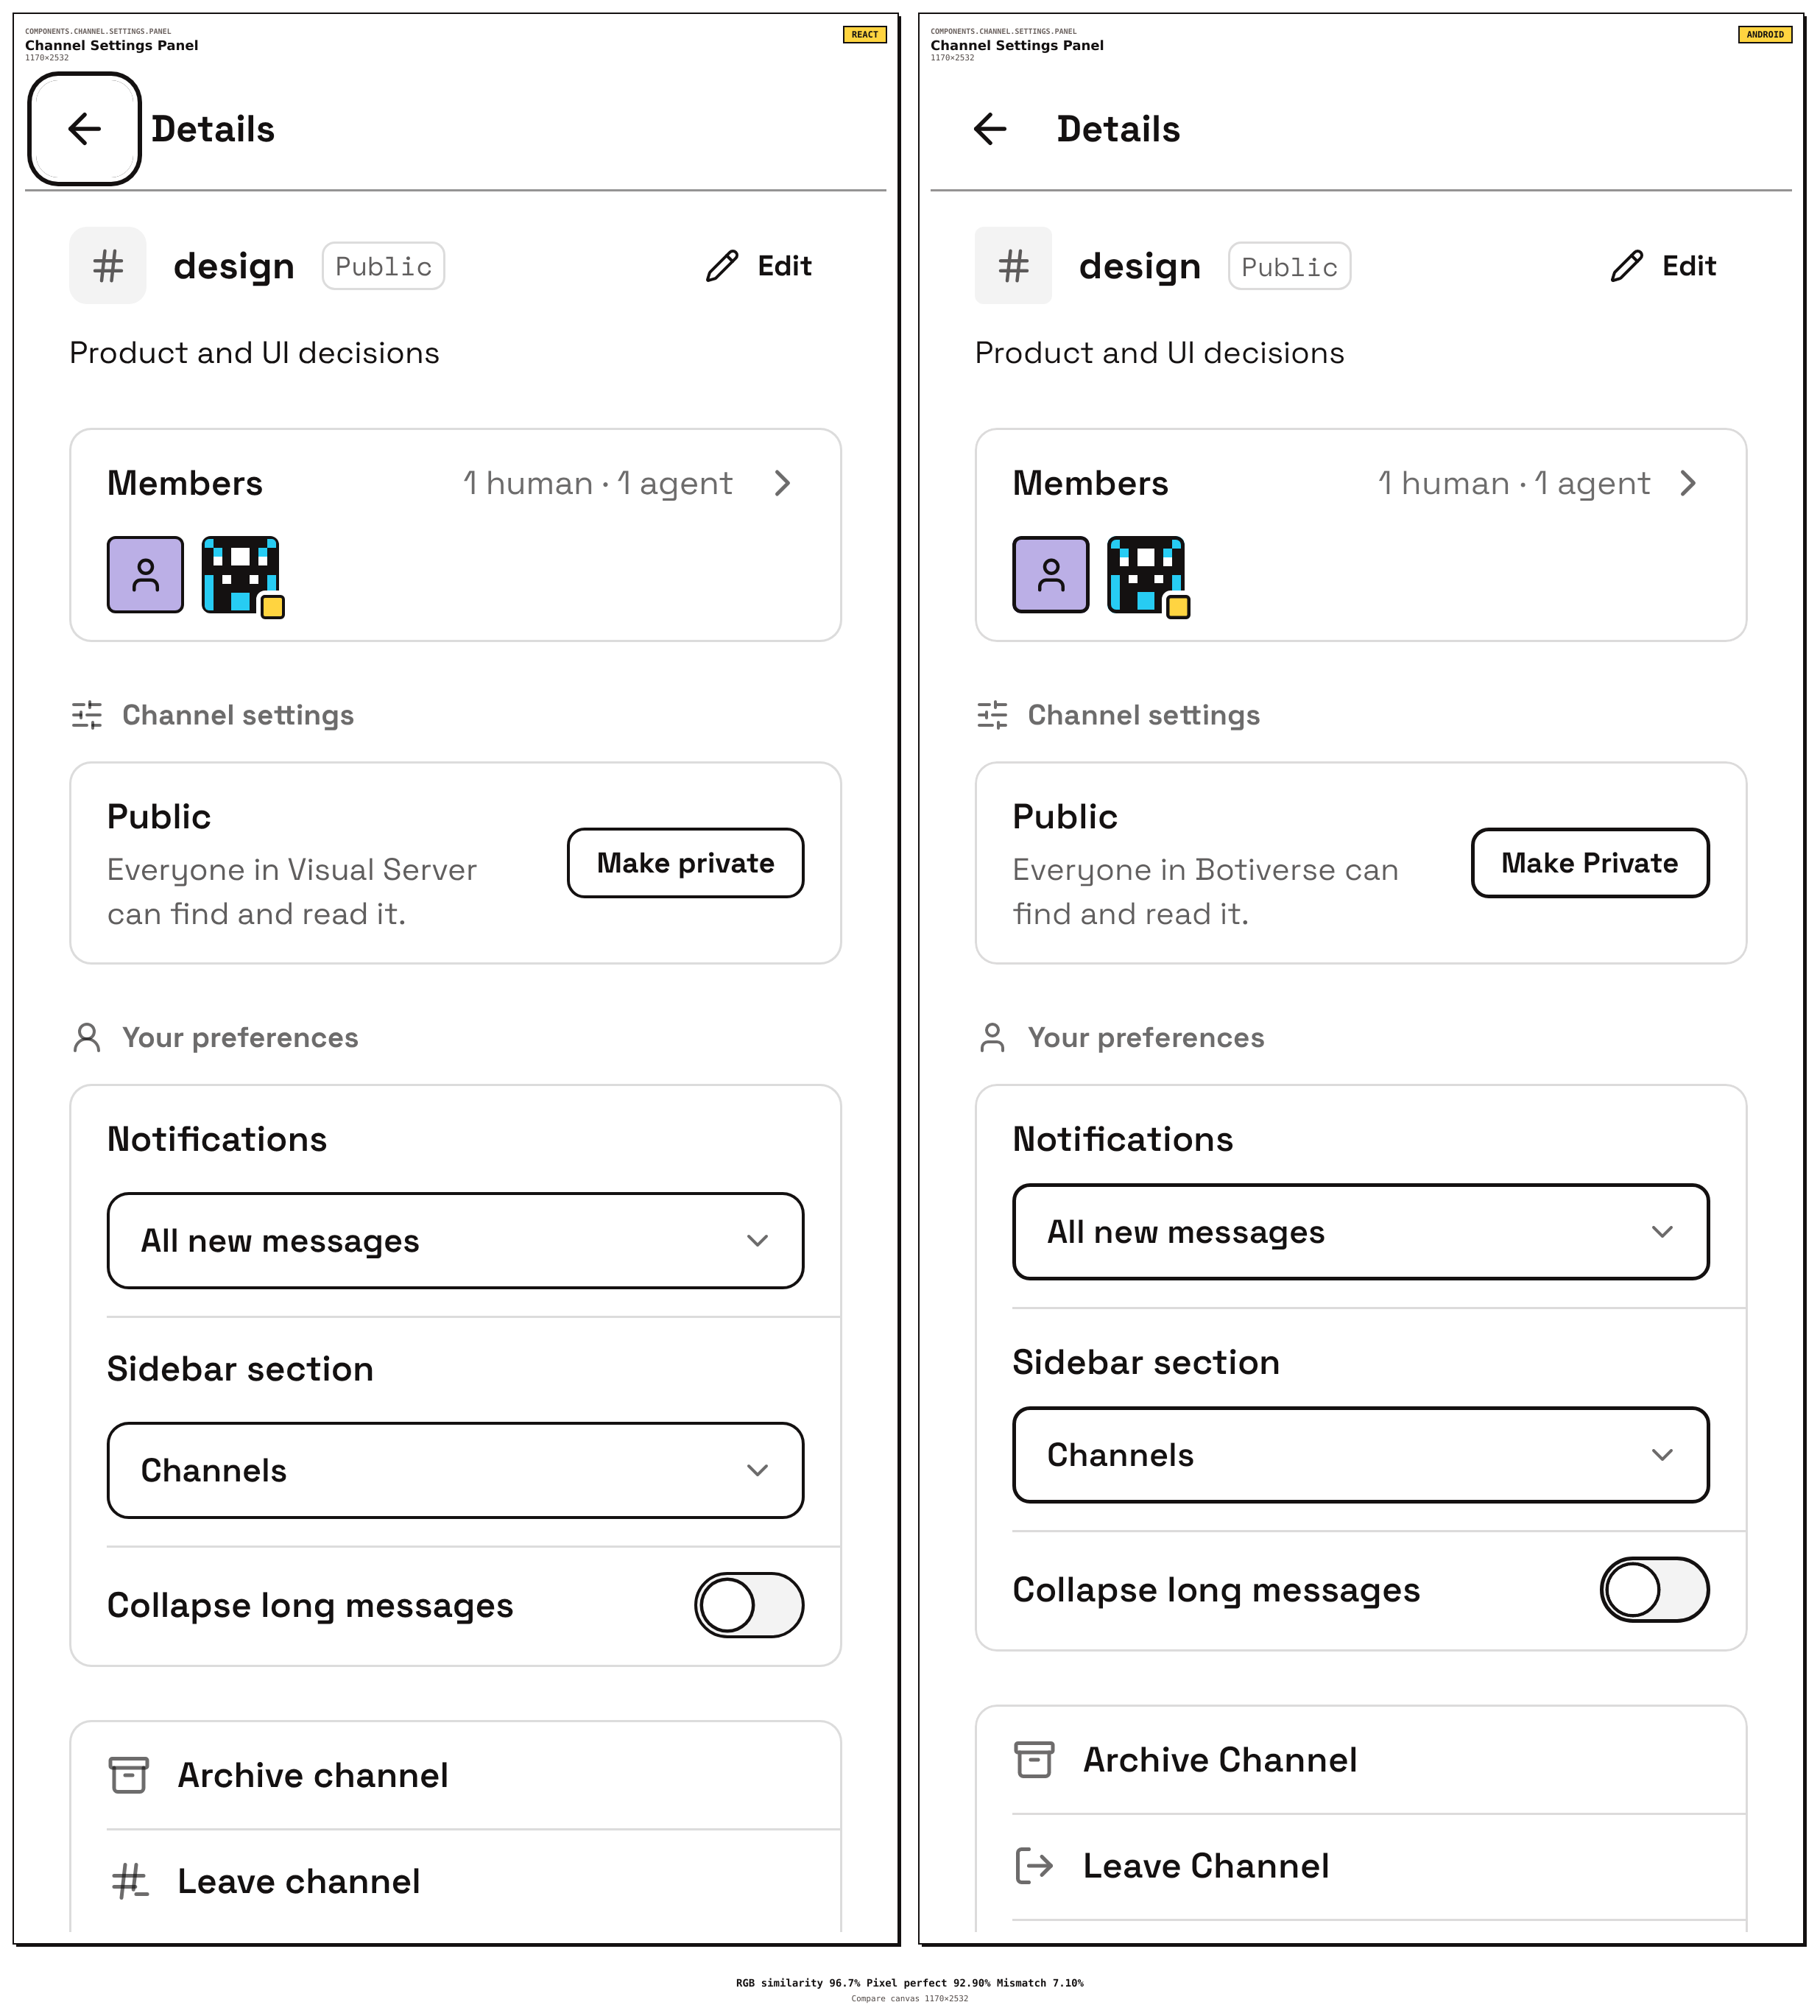 COMPONENTS.CHANNEL.SETTINGS.PANEL
Channel Settings Panel
1170×2532
REACT
Details
design
Public
Edit
Product and UI decisions
Members
1 human · 1 agent
Channel settings
Public
Everyone in Visual Server
can find and read it.
Make private
Your preferences
Notifications
All new messages
Sidebar section
Channels
Collapse long messages
Archive channel
Leave channel
COMPONENTS.CHANNEL.SETTINGS.PANEL
Channel Settings Panel
1170×2532
ANDROID
Details
design
Public
Edit
Product and UI decisions
Members
1 human · 1 agent
Channel settings
Public
Everyone in Botiverse can
find and read it.
Make Private
Your preferences
Notifications
All new messages
Sidebar section
Channels
Collapse long messages
Archive Channel
Leave Channel
RGB similarity 96.7% Pixel perfect 92.90% Mismatch 7.10%
Compare canvas 1170×2532